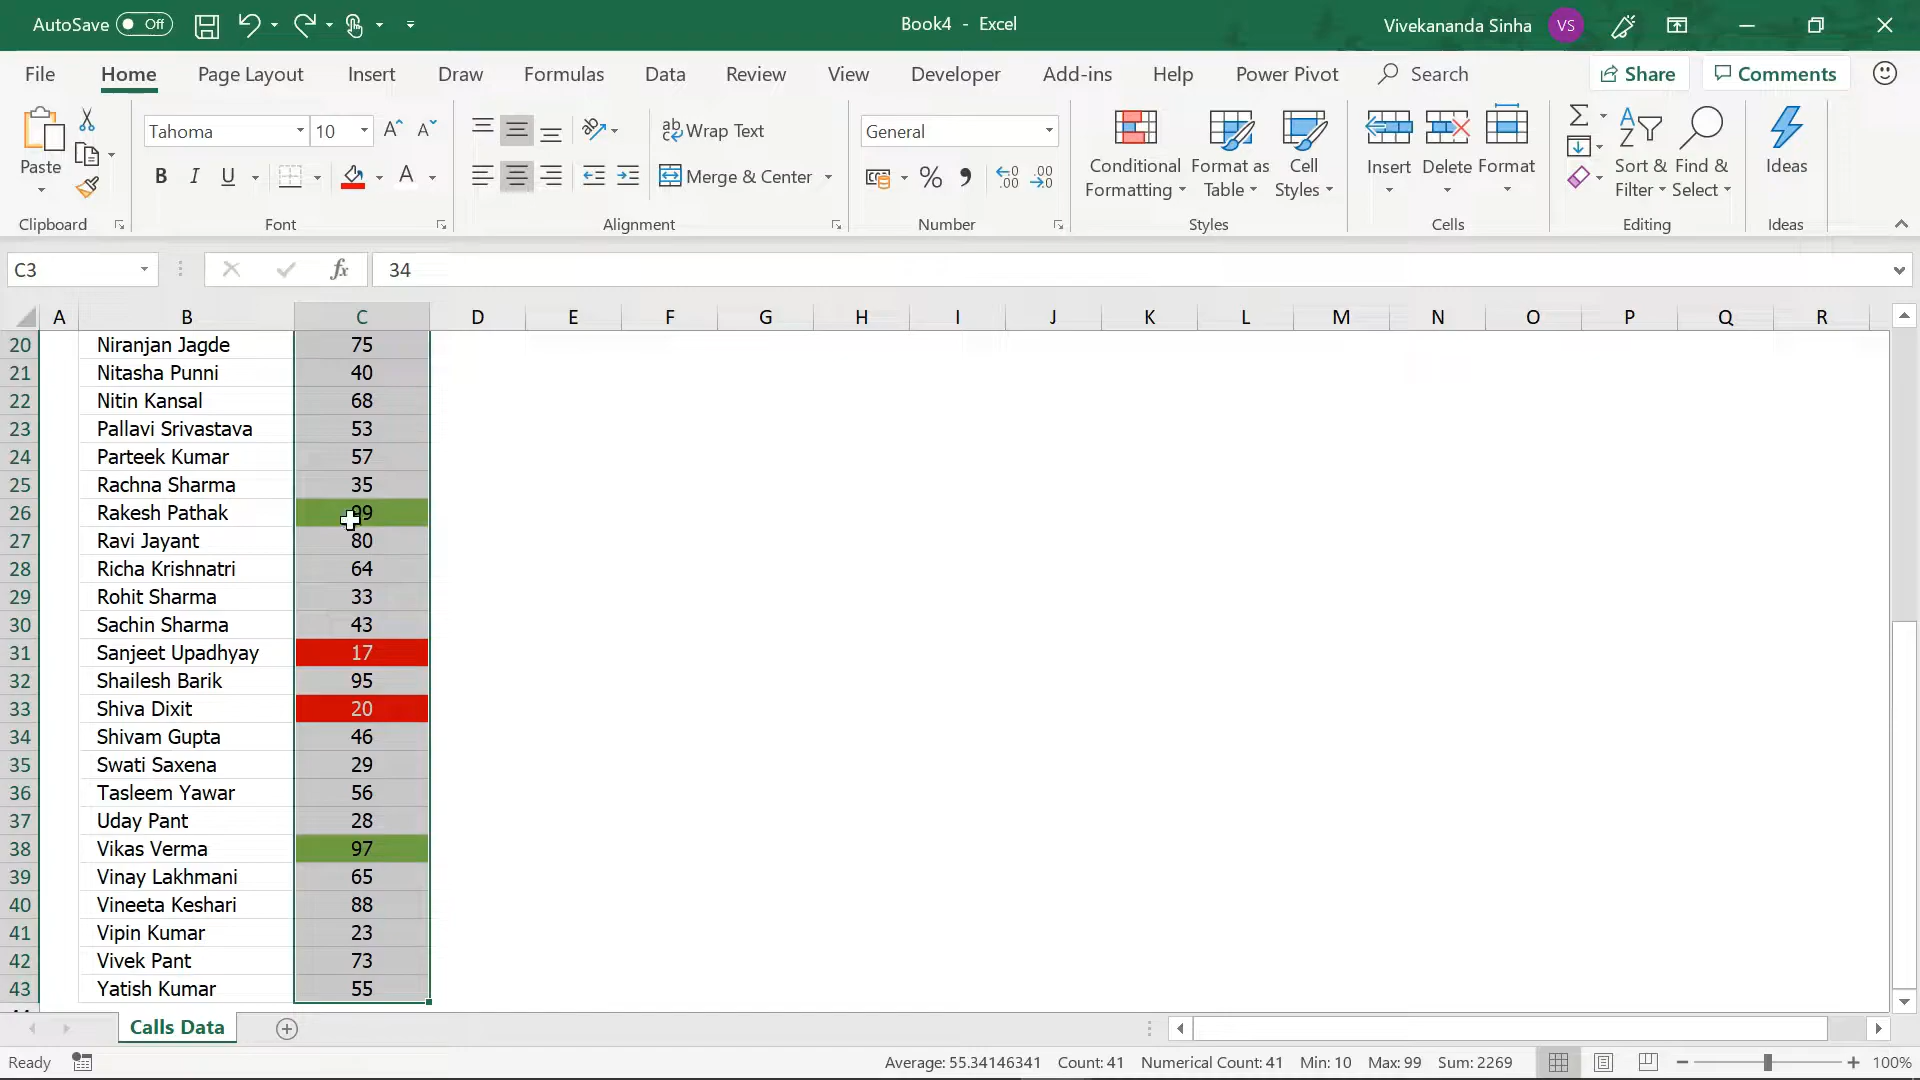 AutoSave Off Book4 - Excel Vivekananda Sinha VS
File Home Page Layout Insert Draw Formulas Data Review View Developer Add-ins Help Power Pivot Search Share Comments
Paste
Clipboard
Tahoma 10
B I U A
Font
ab Wrap Text
Merge & Center
Alignment
General
% , .00 .00
Number
Conditional Formatting
Format as Table
Cell Styles
Styles
Insert
Delete
Format
Cells
Sort & Filter
Find & Select
Editing
Ideas
Ideas
C3 fx 34
A B C D E F G H I J K L M N O P Q R
20 Niranjan Jagde 75
21 Nitasha Punni 40
22 Nitin Kansal 68
23 Pallavi Srivastava 53
24 Parteek Kumar 57
25 Rachna Sharma 35
26 Rakesh Pathak 99
27 Ravi Jayant 80
28 Richa Krishnatri 64
29 Rohit Sharma 33
30 Sachin Sharma 43
31 Sanjeet Upadhyay 17
32 Shailesh Barik 95
33 Shiva Dixit 20
34 Shivam Gupta 46
35 Swati Saxena 29
36 Tasleem Yawar 56
37 Uday Pant 28
38 Vikas Verma 97
39 Vinay Lakhmani 65
40 Vineeta Keshari 88
41 Vipin Kumar 23
42 Vivek Pant 73
43 Yatish Kumar 55
Calls Data
Ready Average: 55.34146341 Count: 41 Numerical Count: 41 Min: 10 Max: 99 Sum: 2269 100%